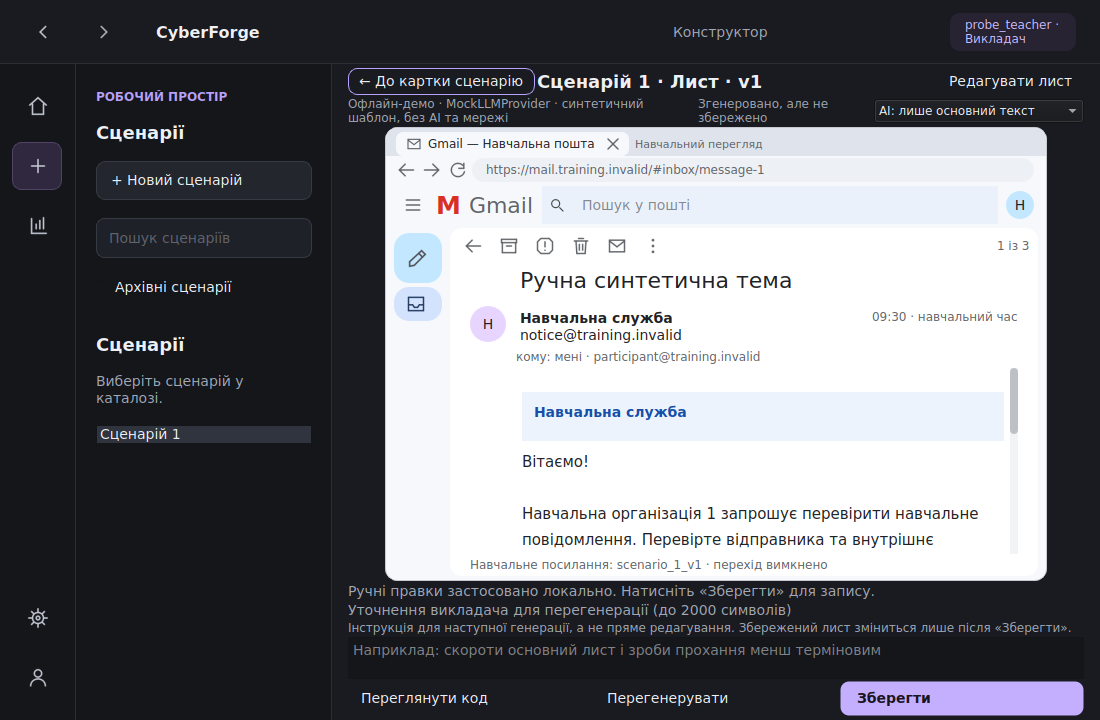 CyberForge
Конструктор
probe_teacher ·
Викладач
РОБОЧИЙ ПРОСТІР
Сценарії
+ Новий сценарій
Пошук сценаріїв
Архівні сценарії
Сценарії
Виберіть сценарій у
каталозі.
Сценарій 1
← До картки сценарію
Сценарій 1 · Лист · v1
Редагувати лист
Офлайн-демо · MockLLMProvider · синтетичний
шаблон, без AI та мережі
Згенеровано, але не
збережено
AI: лише основний текст
Gmail — Навчальна пошта
Навчальний перегляд
https://mail.training.invalid/#inbox/message-1
M Gmail
Пошук у пошті
Н
1 із 3
Ручна синтетична тема
Н
Навчальна служба
09:30 · навчальний час
notice@training.invalid
кому: мені · participant@training.invalid
Навчальна служба
Вітаємо!
Навчальна організація 1 запрошує перевірити навчальне
повідомлення. Перевірте відправника та внутрішнє
Навчальне посилання: scenario_1_v1 · перехід вимкнено
Ручні правки застосовано локально. Натисніть «Зберегти» для запису.
Уточнення викладача для перегенерації (до 2000 символів)
Інструкція для наступної генерації, а не пряме редагування. Збережений лист зміниться лише після «Зберегти».
Наприклад: скороти основний лист і зроби прохання менш терміновим
Переглянути код
Перегенерувати
Зберегти